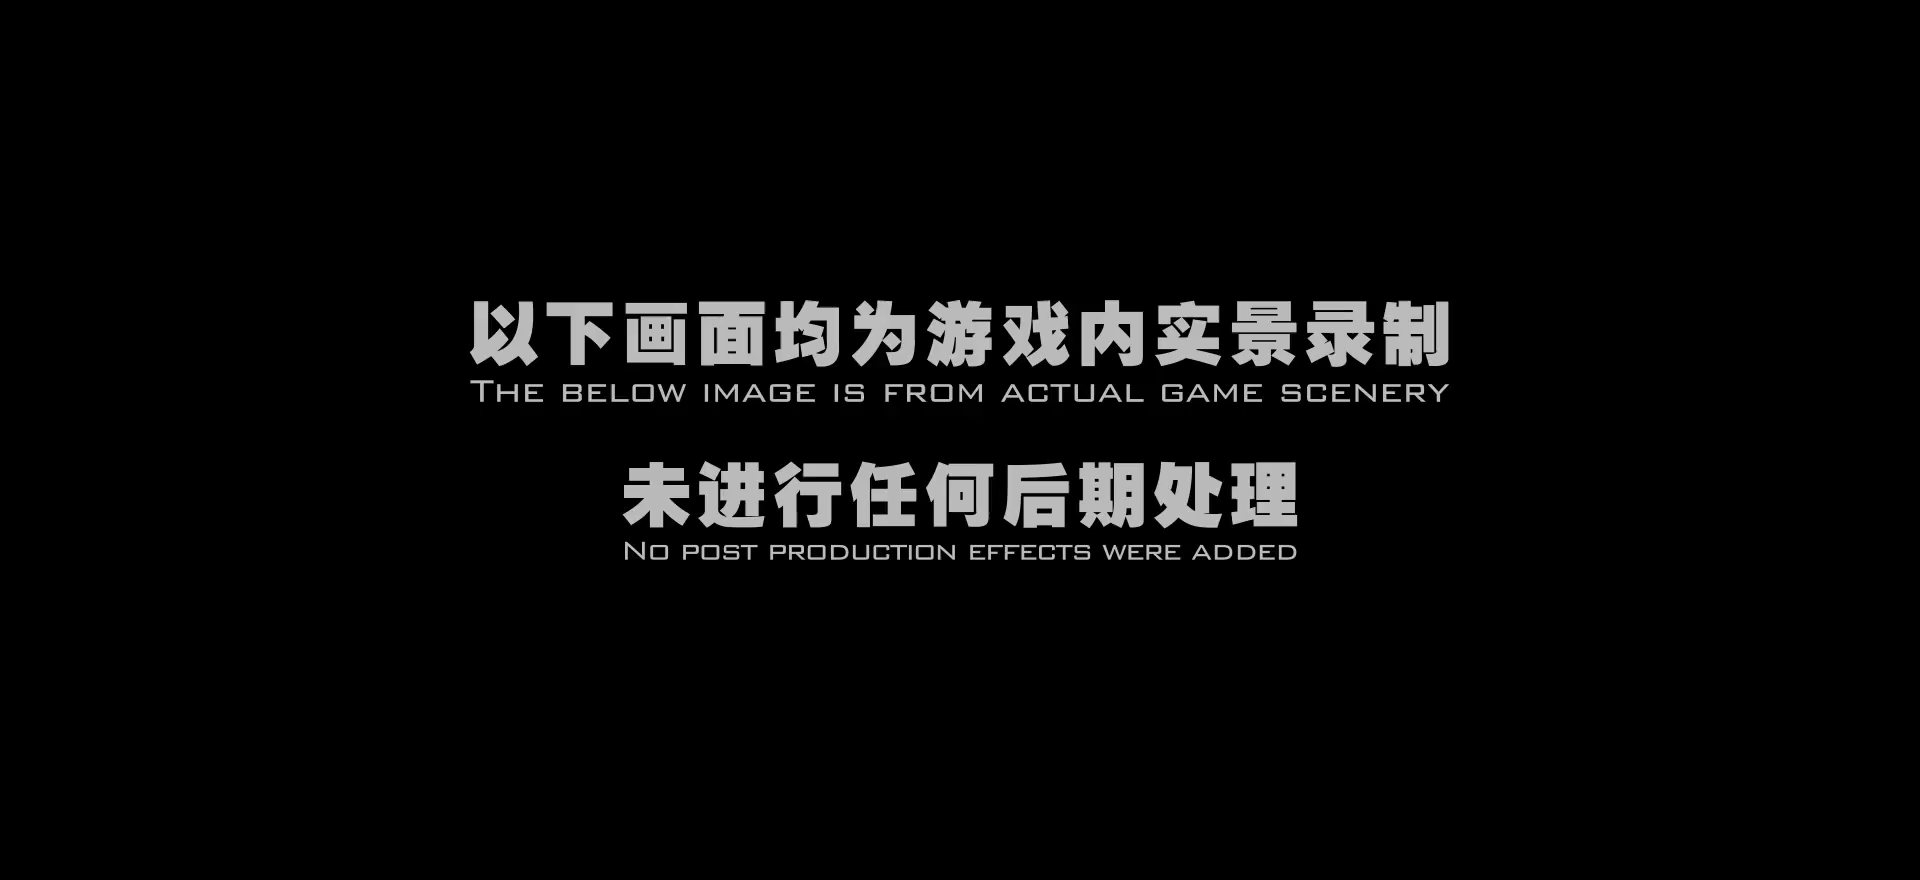 以下画面均为游戏内实景录制
The below image is from actual game scenery
未进行任何后期处理
No post production effects were added